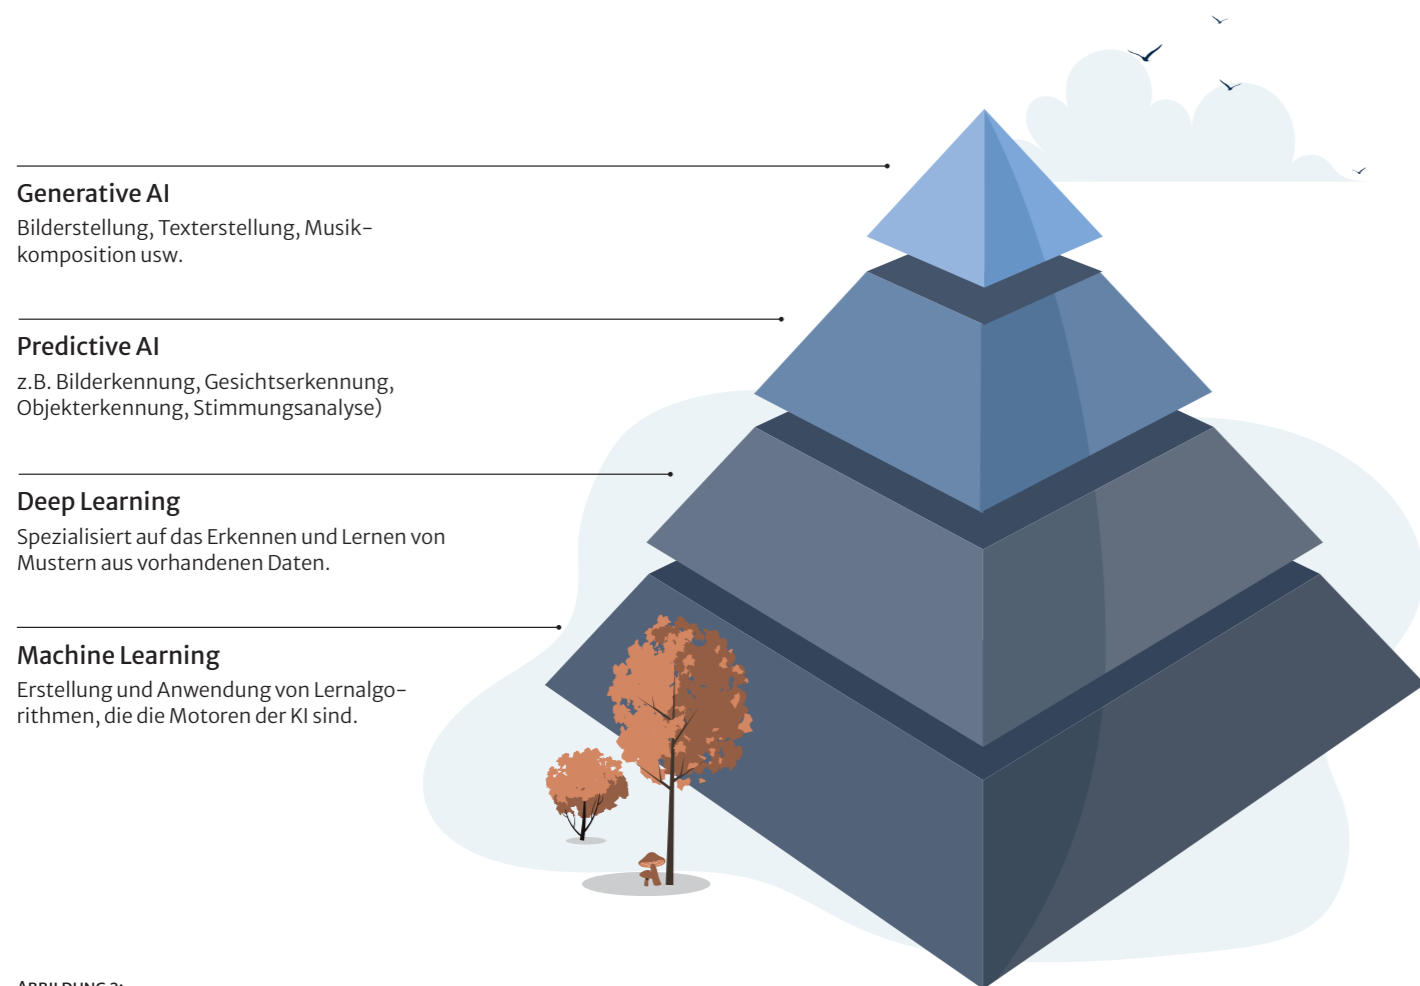 Generative AI
Bilderstellung, Texterstellung, Musik-
komposition usw.
Predictive AI
z.B. Bilderkennung, Gesichtserkennung,
Objekterkennung, Stimmungsanalyse)
Deep Learning
Spezialisiert auf das Erkennen und Lernen von
Mustern aus vorhandenen Daten.
Machine Learning
Erstellung und Anwendung von Lernalgo-
rithmen, die die Motoren der KI sind.
ABBILDUNG 2: